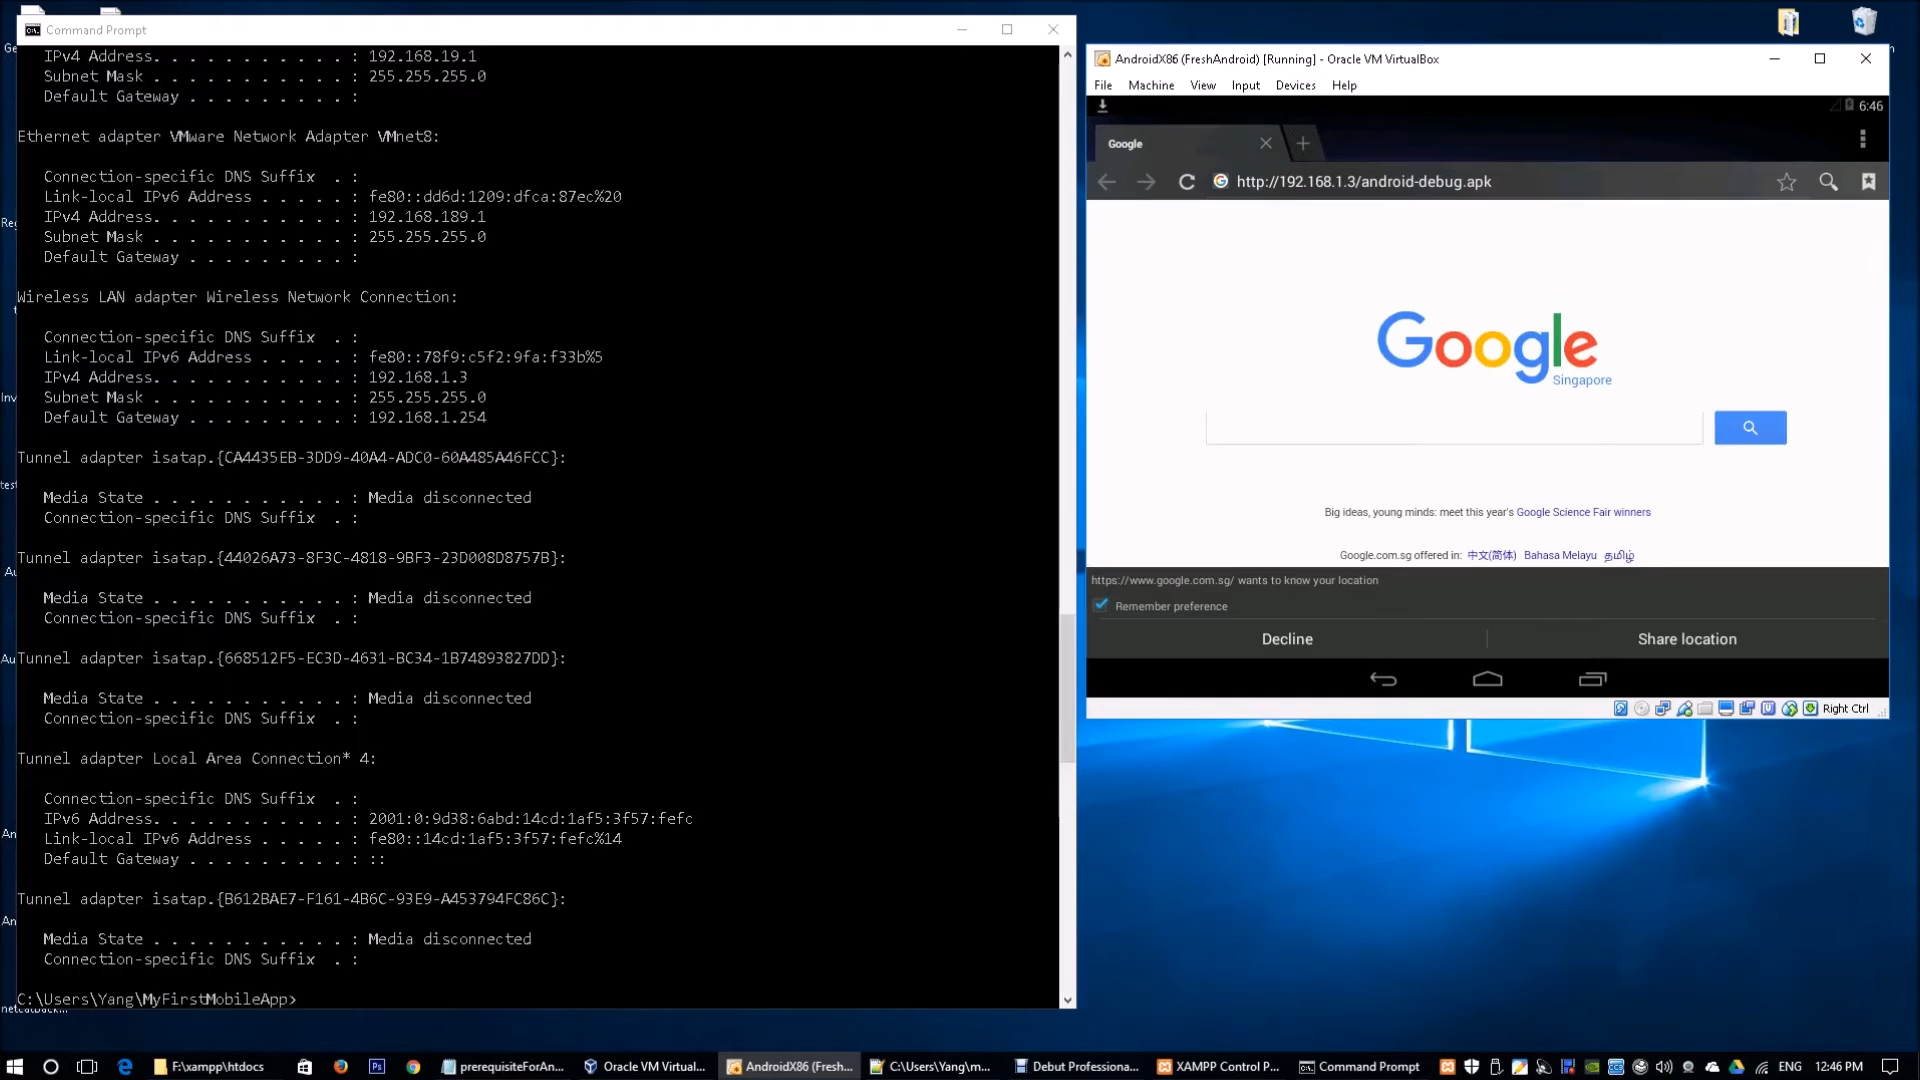 Command Prompt
IPv4 Address. . . . . . . . . . . : 192.168.19.1
Subnet Mask . . . . . . . . . . . : 255.255.255.0
Default Gateway . . . . . . . . . :
Ethernet adapter VMware Network Adapter VMnet8:
Connection-specific DNS Suffix  . :
Link-local IPv6 Address . . . . . : fe80::dd6d:1209:dfca:87ec%20
IPv4 Address. . . . . . . . . . . : 192.168.189.1
Subnet Mask . . . . . . . . . . . : 255.255.255.0
Default Gateway . . . . . . . . . :
Wireless LAN adapter Wireless Network Connection:
Connection-specific DNS Suffix  . :
Link-local IPv6 Address . . . . . : fe80::78f9:c5f2:9fa:f33b%5
IPv4 Address. . . . . . . . . . . : 192.168.1.3
Subnet Mask . . . . . . . . . . . : 255.255.255.0
Default Gateway . . . . . . . . . : 192.168.1.254
Tunnel adapter isatap.{CA4435EB-3DD9-40A4-ADC0-60A485A46FCC}:
Media State . . . . . . . . . . . : Media disconnected
Connection-specific DNS Suffix  . :
Tunnel adapter isatap.{44026A73-8F3C-4818-9BF3-23D008D8757B}:
Media State . . . . . . . . . . . : Media disconnected
Connection-specific DNS Suffix  . :
Tunnel adapter isatap.{668512F5-EC3D-4631-BC34-1B74893827DD}:
Media State . . . . . . . . . . . : Media disconnected
Connection-specific DNS Suffix  . :
Tunnel adapter Local Area Connection* 4:
Connection-specific DNS Suffix  . :
IPv6 Address. . . . . . . . . . . : 2001:0:9d38:6abd:14cd:1af5:3f57:fefc
Link-local IPv6 Address . . . . . : fe80::14cd:1af5:3f57:fefc%14
Default Gateway . . . . . . . . . : ::
Tunnel adapter isatap.{B612BAE7-F161-4B6C-93E9-A453794FC86C}:
Media State . . . . . . . . . . . : Media disconnected
Connection-specific DNS Suffix  . :
C:\Users\Yang\MyFirstMobileApp>
AndroidX86 (FreshAndroid) [Running] - Oracle VM VirtualBox
File Machine View Input Devices Help
6:46
Google
http://192.168.1.3/android-debug.apk
Google
Singapore
Big ideas, young minds: meet this year's Google Science Fair winners
Google.com.sg offered in: 中文(简体) Bahasa Melayu தமிழ்
https://www.google.com.sg/ wants to know your location
Remember preference
Decline Share location
Right Ctrl
F:\xampp\htdocs Ps prerequisiteForAn... Oracle VM Virtual... AndroidX86 (Fresh... C:\Users\Yang\m... Debut Professiona... XAMPP Control P... Command Prompt ENG 12:46 PM